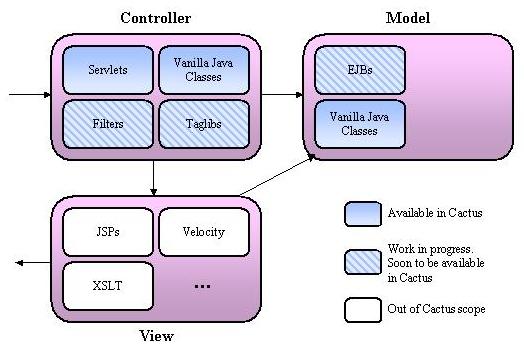 Controller
Model
Servlets
Vanilla Java
Classes
EJBs
Filters
Taglibs
Vanilla Java
Classes
JSPs
Velocity
XSLT
...
View
Available in Cactus
Work in progress.
Soon to be available
in Cactus
Out of Cactus scope